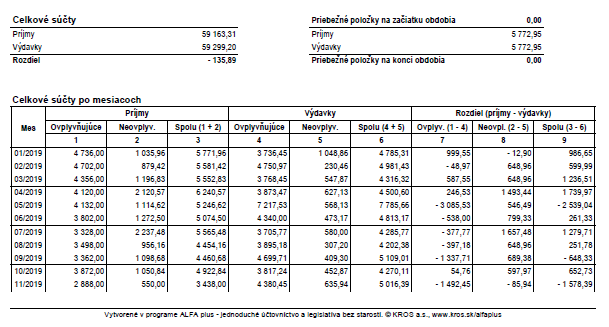 Celkové súčty
Príjmy 59 163,31
Výdavky 59 299,20
Rozdiel - 135,89
Priebežné položky na začiatku obdobia 0,00
Príjmy 5 772,95
Výdavky 5 772,95
Priebežné položky na konci obdobia 0,00
Celkové súčty po mesiacoch
Mes Príjmy Výdavky Rozdiel (príjmy - výdavky)
Ovplyvňujúce Neovplyv. Spolu (1 + 2) Ovplyvňujúce Neovplyv. Spolu (4 + 5) Ovplyv. (1 - 4) Neovpl. (2 - 5) Spolu (3 - 6)
1 2 3 4 5 6 7 8 9
01/2019 4 736,00 1 035,96 5 771,96 3 736,45 1 048,86 4 785,31 999,55 - 12,90 986,65
02/2019 4 702,00 879,42 5 581,42 4 750,97 230,46 4 981,43 - 48,97 648,96 599,99
03/2019 4 356,00 1 196,83 5 552,83 3 768,45 547,87 4 316,32 587,55 648,96 1 236,51
04/2019 4 120,00 2 120,57 6 240,57 3 873,47 627,13 4 500,60 246,53 1 493,44 1 739,97
05/2019 4 132,00 1 114,62 5 246,62 7 217,53 568,13 7 785,66 - 3 085,53 546,49 - 2 539,04
06/2019 3 802,00 1 272,50 5 074,50 4 340,00 473,17 4 813,17 - 538,00 799,33 261,33
07/2019 3 328,00 2 237,48 5 565,48 3 705,77 580,00 4 285,77 - 377,77 1 657,48 1 279,71
08/2019 3 498,00 956,16 4 454,16 3 895,18 307,20 4 202,38 - 397,18 648,96 251,78
09/2019 3 362,00 1 098,68 4 460,68 4 699,71 409,30 5 109,01 - 1 337,71 689,38 - 648,33
10/2019 3 872,00 1 050,84 4 922,84 3 817,24 452,87 4 270,11 54,76 597,97 652,73
11/2019 2 888,00 550,00 3 438,00 4 380,45 635,94 5 016,39 - 1 492,45 - 85,94 - 1 578,39
Vytvorené v programe ALFA plus - jednoduché účtovníctvo a legislatíva bez starostí. © KROS a.s., www.kros.sk/alfaplus